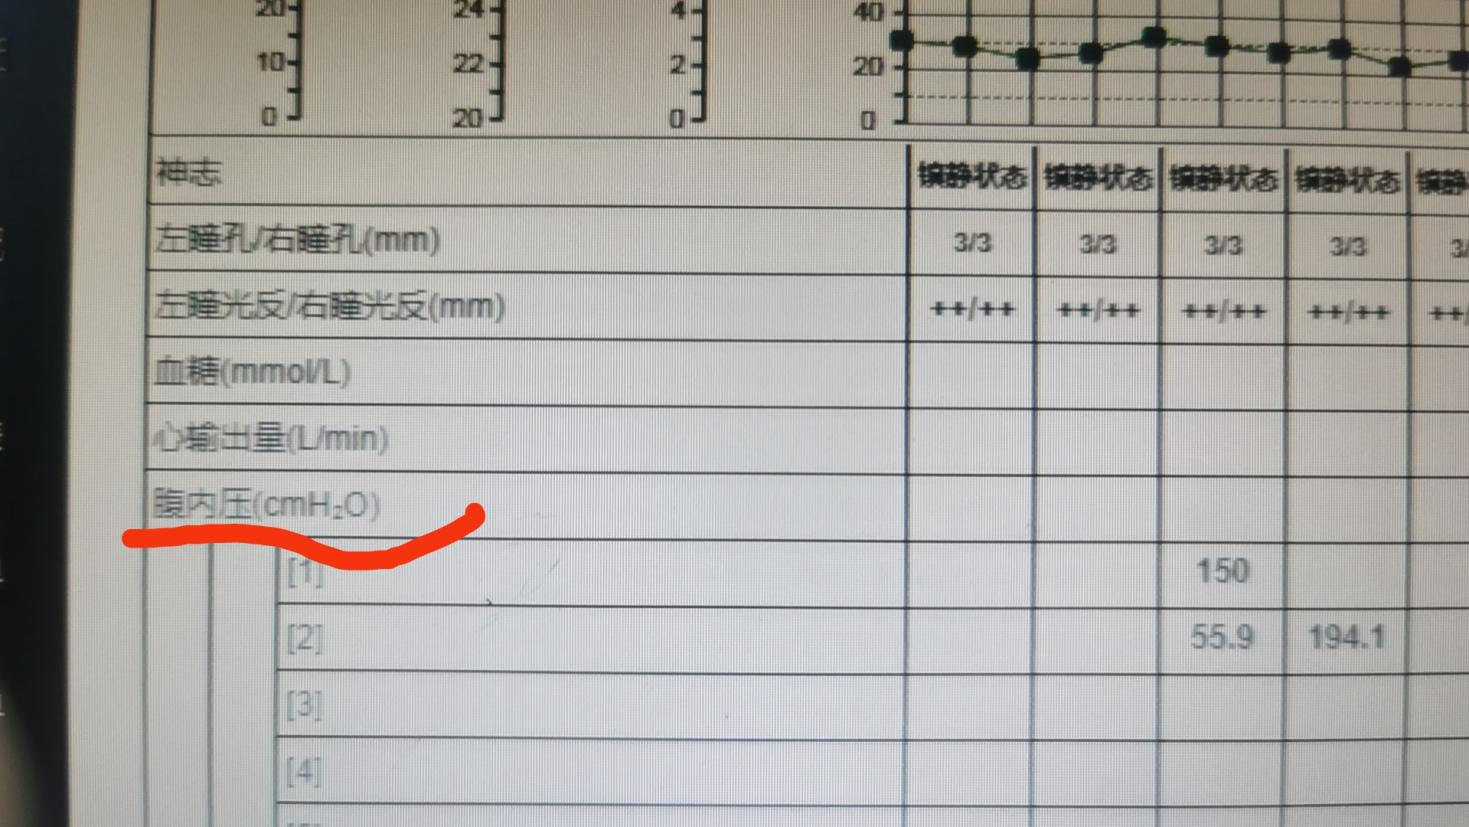 20 24 4 40
10 22 2 20
0 20 0 0
神志 镇静状态 镇静状态 镇静状态 镇静状态 镇静
左瞳孔/右瞳孔(mm) 3/3 3/3 3/3 3/3 3/
左瞳光反/右瞳光反(mm) ++/++ ++/++ ++/++ ++/++ ++/
血糖(mmol/L)
心输出量(L/min)
腹内压(cmH₂O)
[1] 150
[2] 55.9 194.1
[3]
[4]